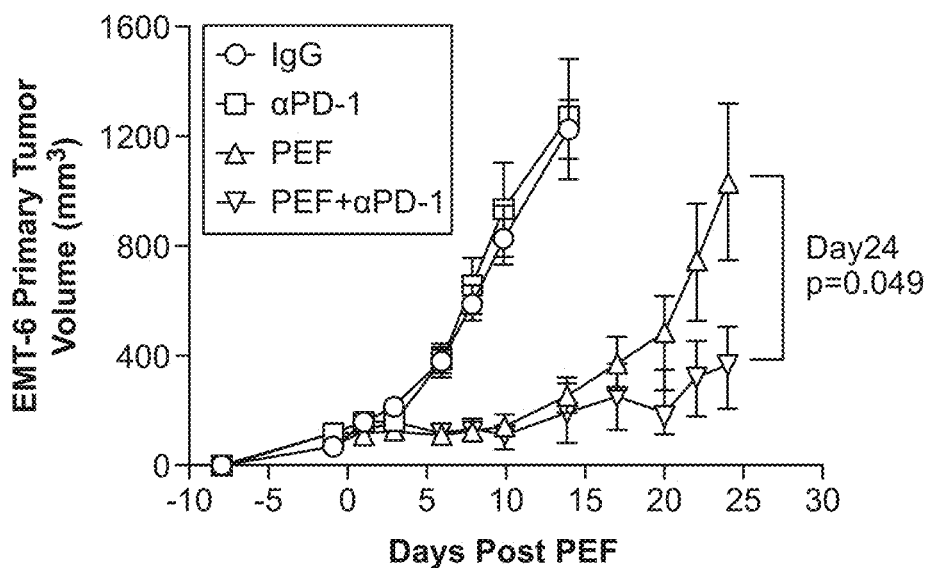 EMT-6 Primary Tumor
Volume (mm³)
1600
1200
800
400
0
IgG
αPD-1
PEF
PEF+αPD-1
Day24
p=0.049
-10 -5 0 5 10 15 20 25 30
Days Post PEF